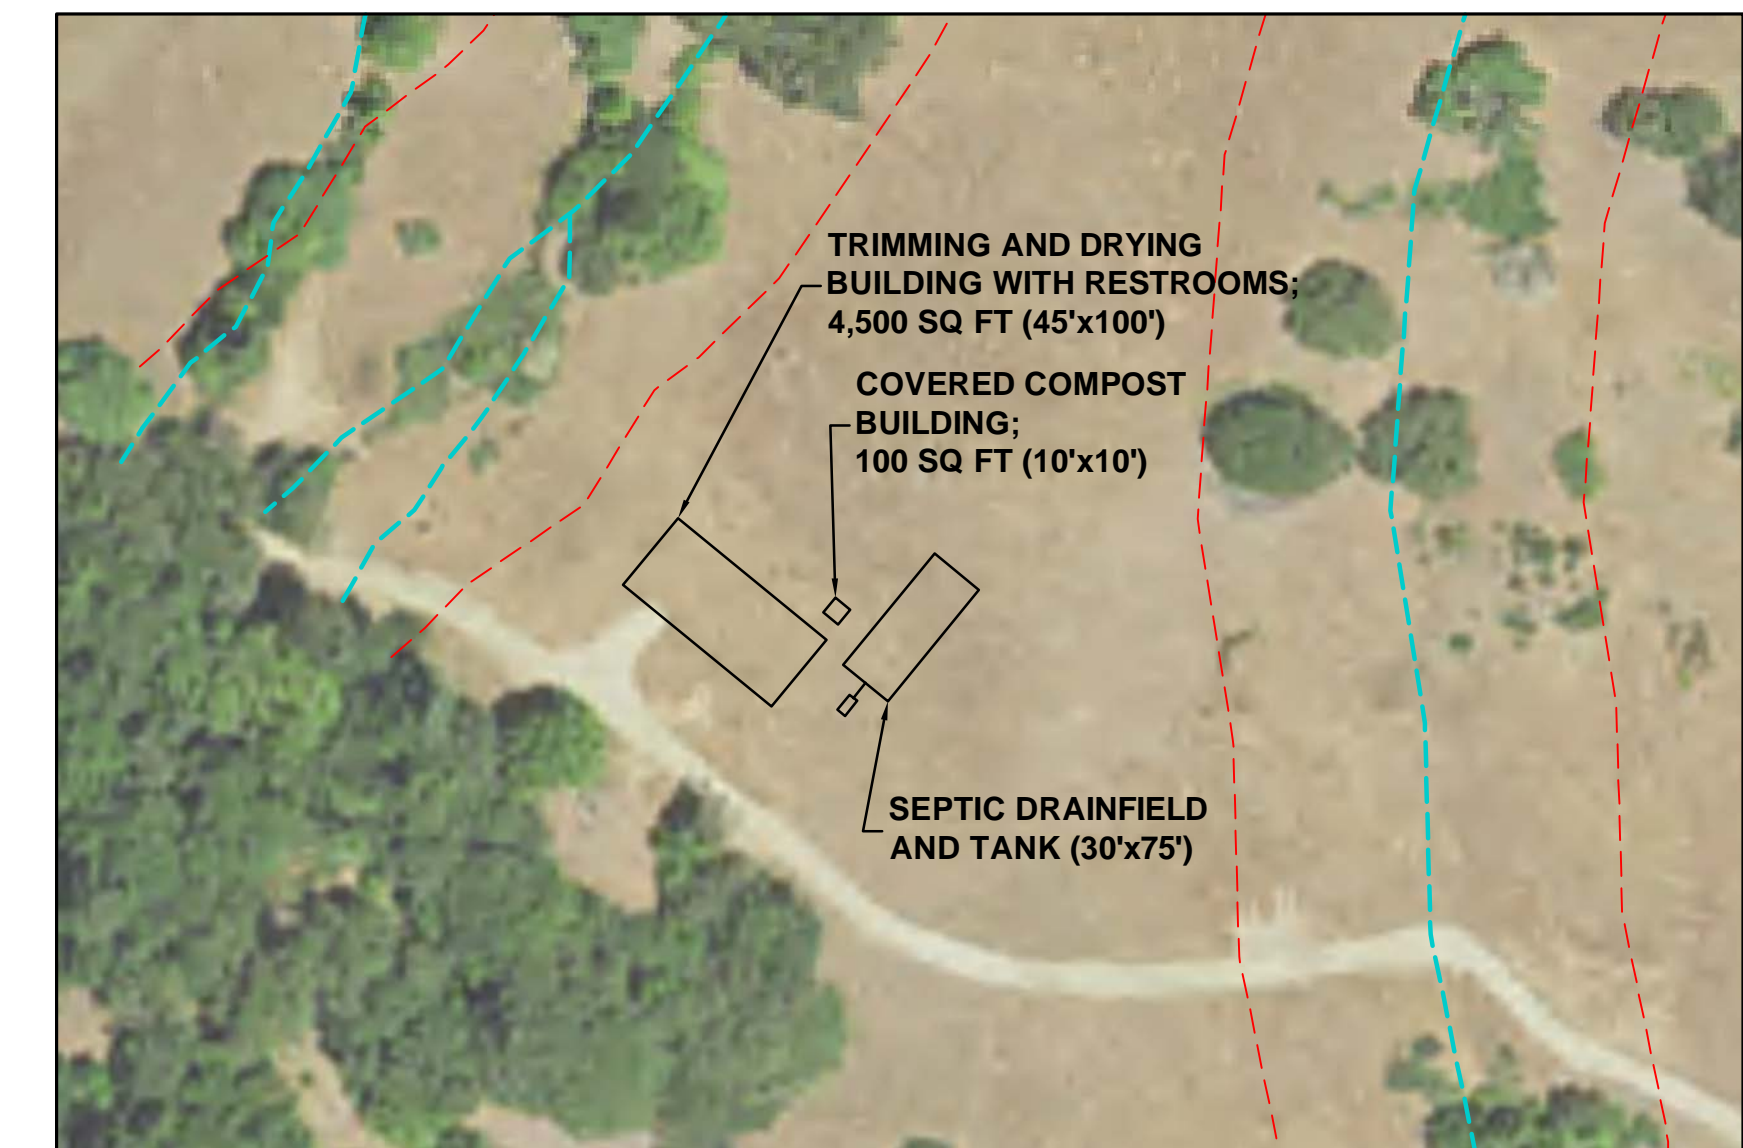 TRIMMING AND DRYING
BUILDING WITH RESTROOMS;
4,500 SQ FT (45'x100')
COVERED COMPOST
BUILDING;
100 SQ FT (10'x10')
SEPTIC DRAINFIELD
AND TANK (30'x75')